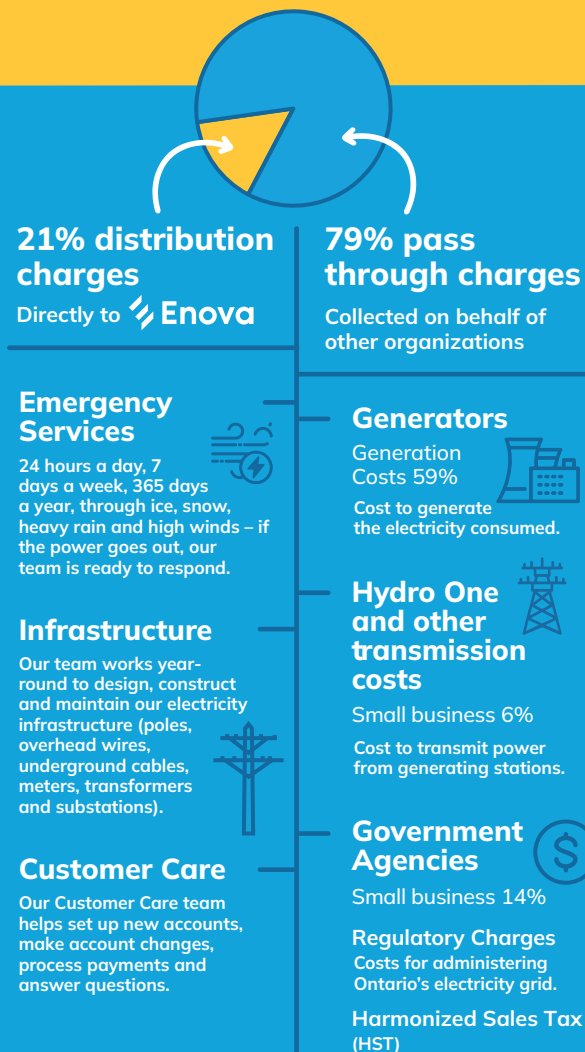 21% distribution
charges
Directly to Enova
79% pass
through charges
Collected on behalf of
other organizations
Emergency
Services
24 hours a day, 7
days a week, 365 days
a year, through ice, snow,
heavy rain and high winds – if
the power goes out, our
team is ready to respond.
Infrastructure
Our team works year-
round to design, construct
and maintain our electricity
infrastructure (poles,
overhead wires,
underground cables,
meters, transformers
and substations).
Customer Care
Our Customer Care team
helps set up new accounts,
make account changes,
process payments and
answer questions.
Generators
Generation
Costs 59%
Cost to generate
the electricity consumed.
Hydro One
and other
transmission
costs
Small business 6%
Cost to transmit power
from generating stations.
Government
Agencies
$
Small business 14%
Regulatory Charges
Costs for administering
Ontario's electricity grid.
Harmonized Sales Tax
(HST)